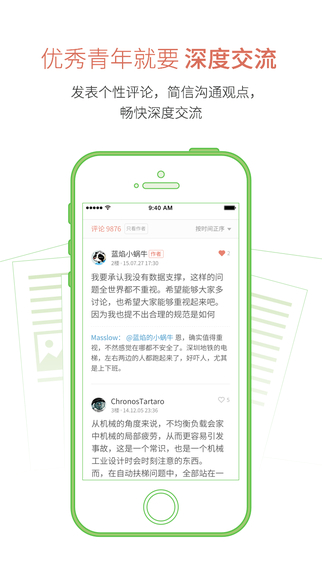 优秀青年就要 深度交流
发表个性评论，简信沟通观点，
畅快深度交流
9:40 AM
评论 9876 只看作者 按时间正序
蓝焰小蜗牛 作者 2
2楼 · 15.07.27 17:30
我要承认我没有数据支撑，这样的问
题全世界都不重视。希望能够大家多
讨论，也希望大家能够重视起来吧。
因为我也提不出合理的规范是如何
Masslow： @蓝焰的小蜗牛 恩，确实值得重
视，不然感觉在哪都不安全了。深圳地铁的电
梯，左右两边的人都跑起来了，好吓人，尤其
是上下班。
ChronosTartaro 5
3楼 · 14.12.05 23:36
从机械的角度来说，不均衡负载会家
中机械的局部疲劳，从而更容易引发
事故，这是一个常识，也是一个机械
工业设计时会时刻注意的东西。
而，在自动扶梯问题中，全部站在一